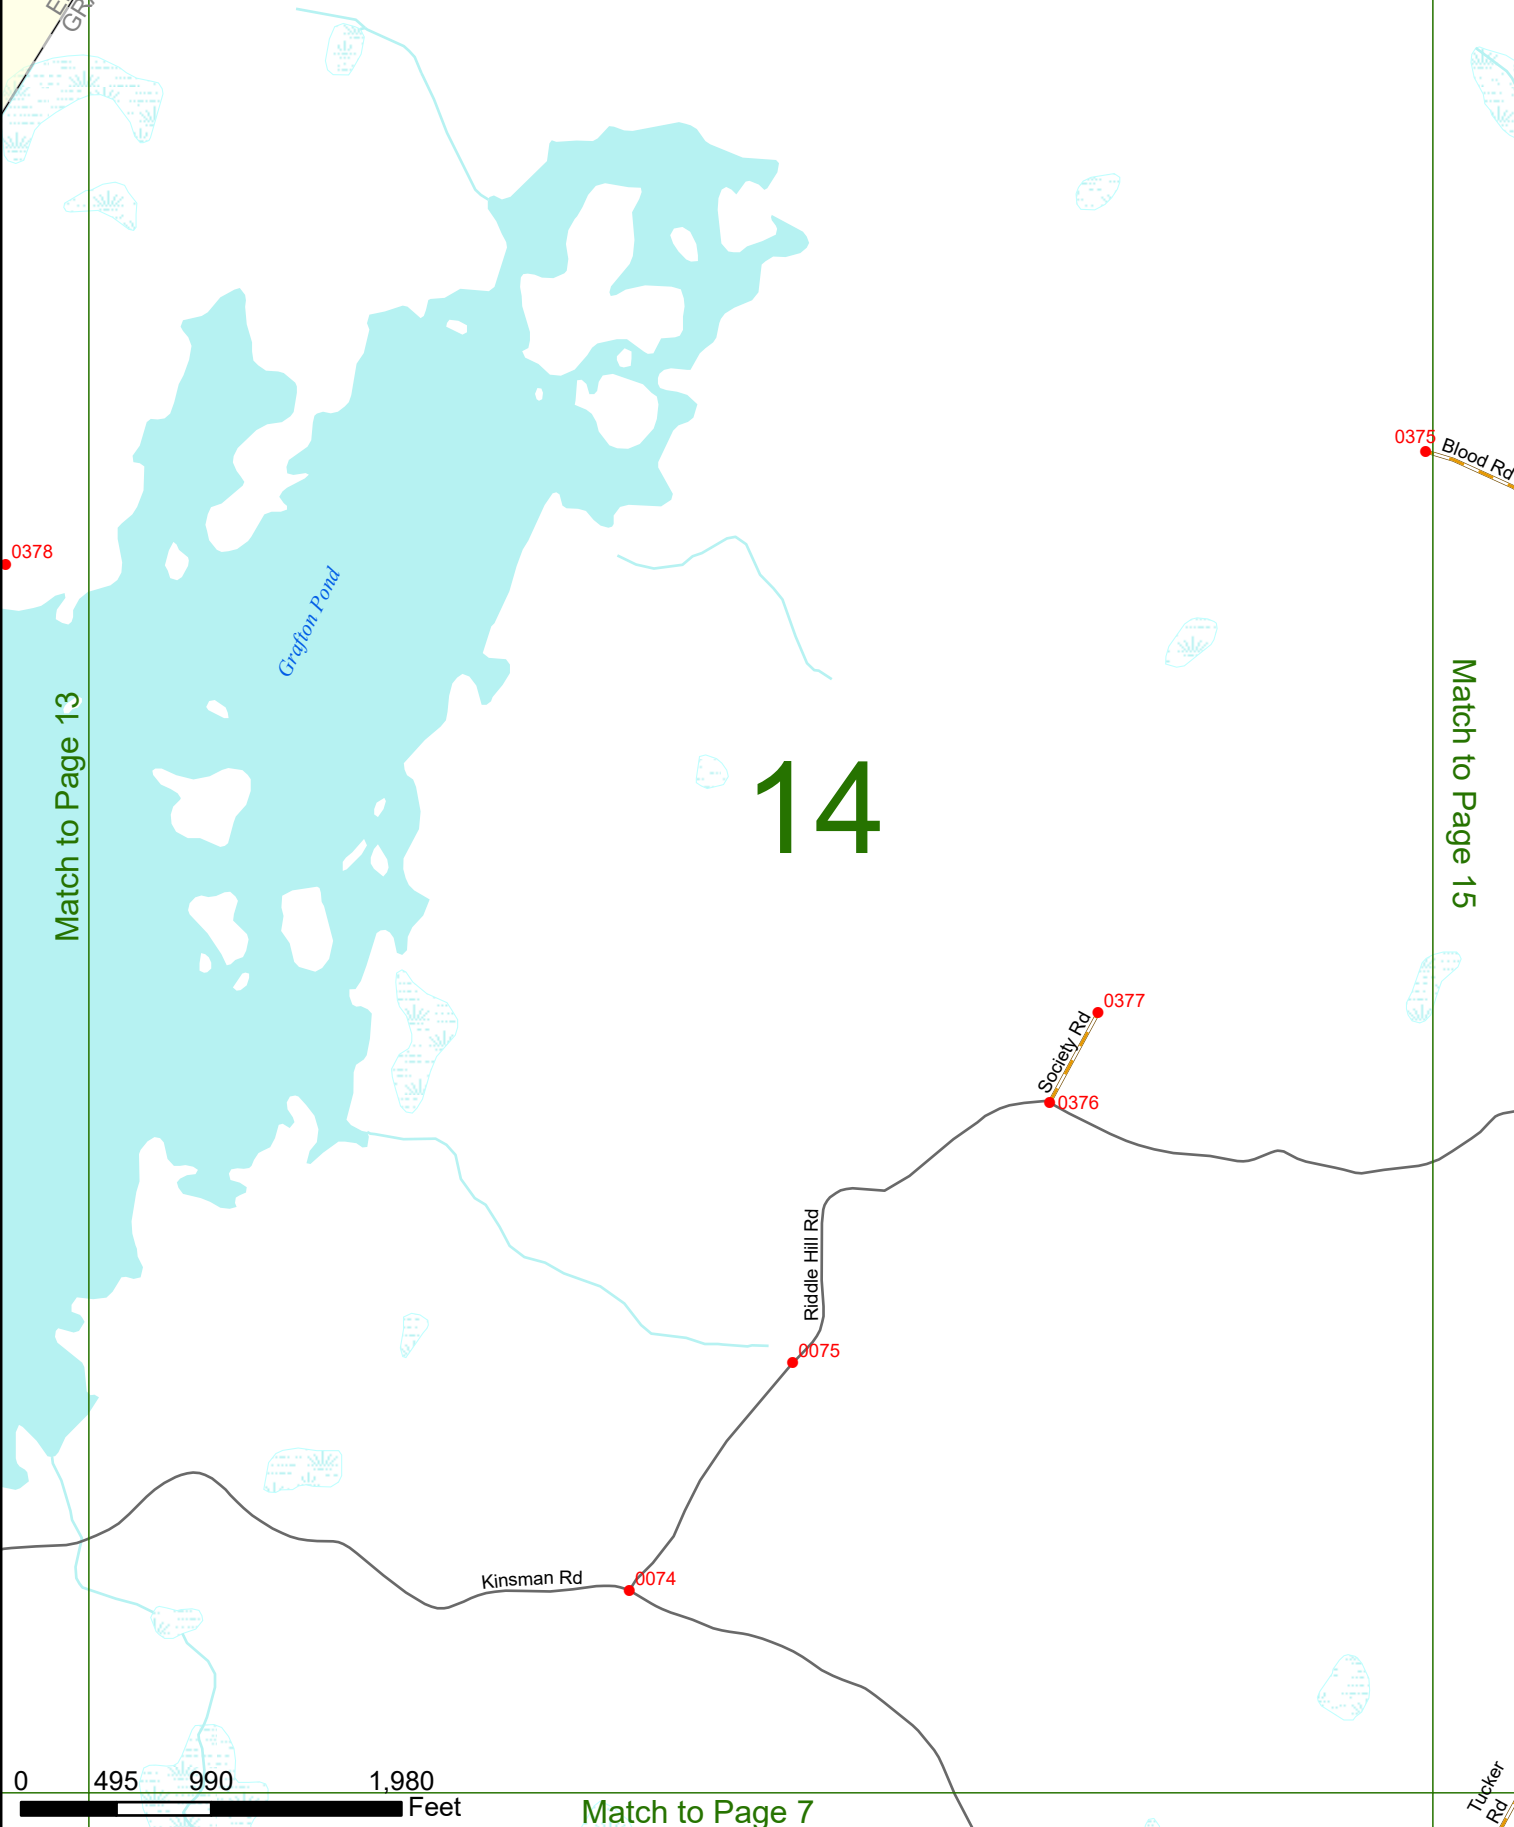 0375
Blood Rd
0378
Grafton Pond
Match to Page 13
Match to Page 15
14
0377
Society Rd
0376
Riddle Hill Rd
0075
Kinsman Rd
0074
0 495 990 1,980
Feet
Match to Page 7
Tucker
Rd